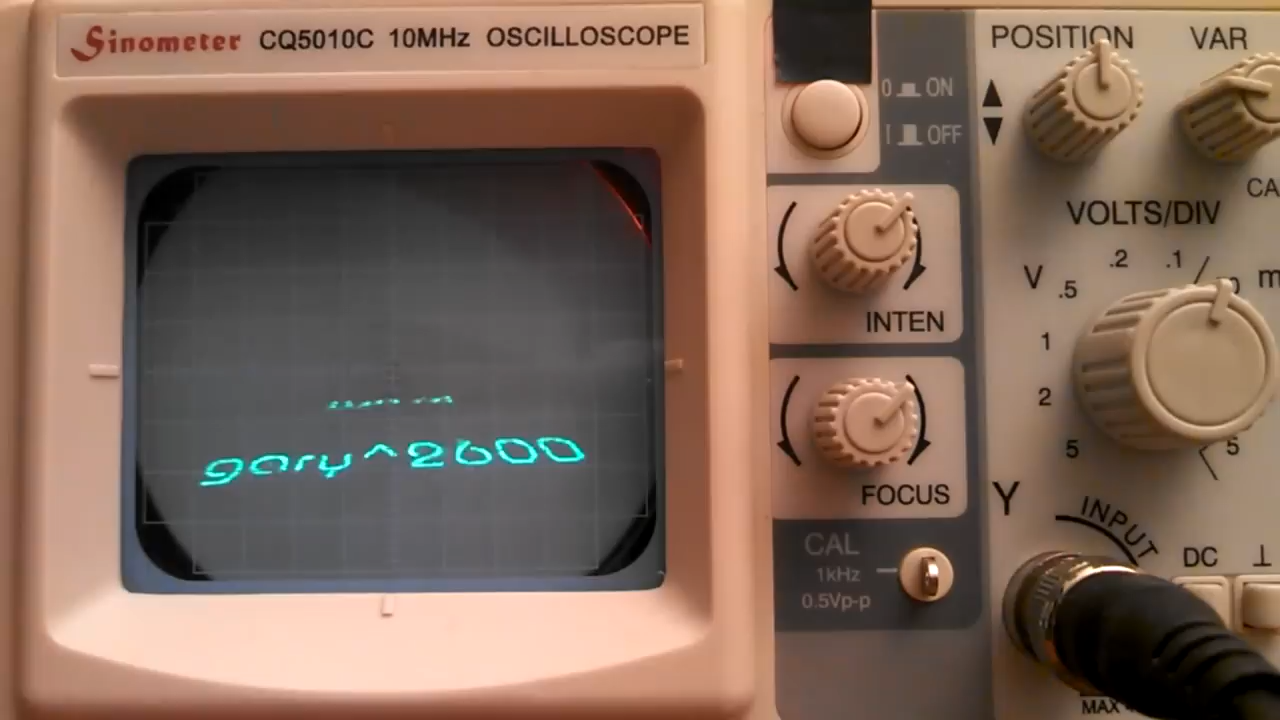 Sinometer CQ5010C 10MHz OSCILLOSCOPE
gary^2600
0 ON
I OFF
INTEN
FOCUS
CAL
1kHz
0.5Vp-p
POSITION VAR
VOLTS/DIV
V .5 .2 .1
1
2
5 5
Y INPUT
DC ⊥
MAX